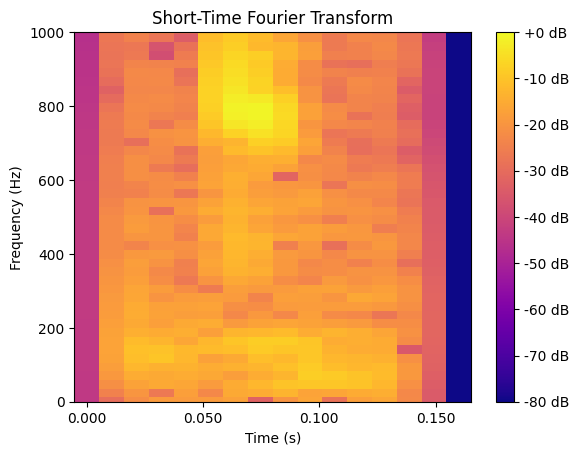 Short-Time Fourier Transform
1000
800
600
400
200
0
Frequency (Hz)
0.000
0.050
0.100
0.150
Time (s)
+0 dB
-10 dB
-20 dB
-30 dB
-40 dB
-50 dB
-60 dB
-70 dB
-80 dB